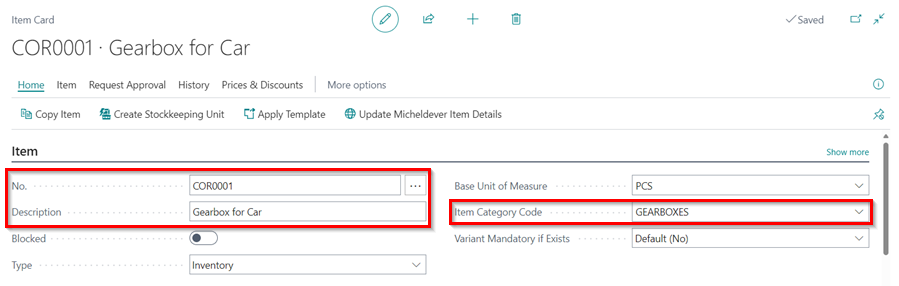 Item Card
Saved
COR0001 · Gearbox for Car
Home Item Request Approval History Prices & Discounts More options
Copy Item Create Stockkeeping Unit Apply Template Update Micheldever Item Details
Item
Show more
No. COR0001 ...
Base Unit of Measure PCS
Description Gearbox for Car
Item Category Code GEARBOXES
Blocked
Variant Mandatory if Exists Default (No)
Type Inventory